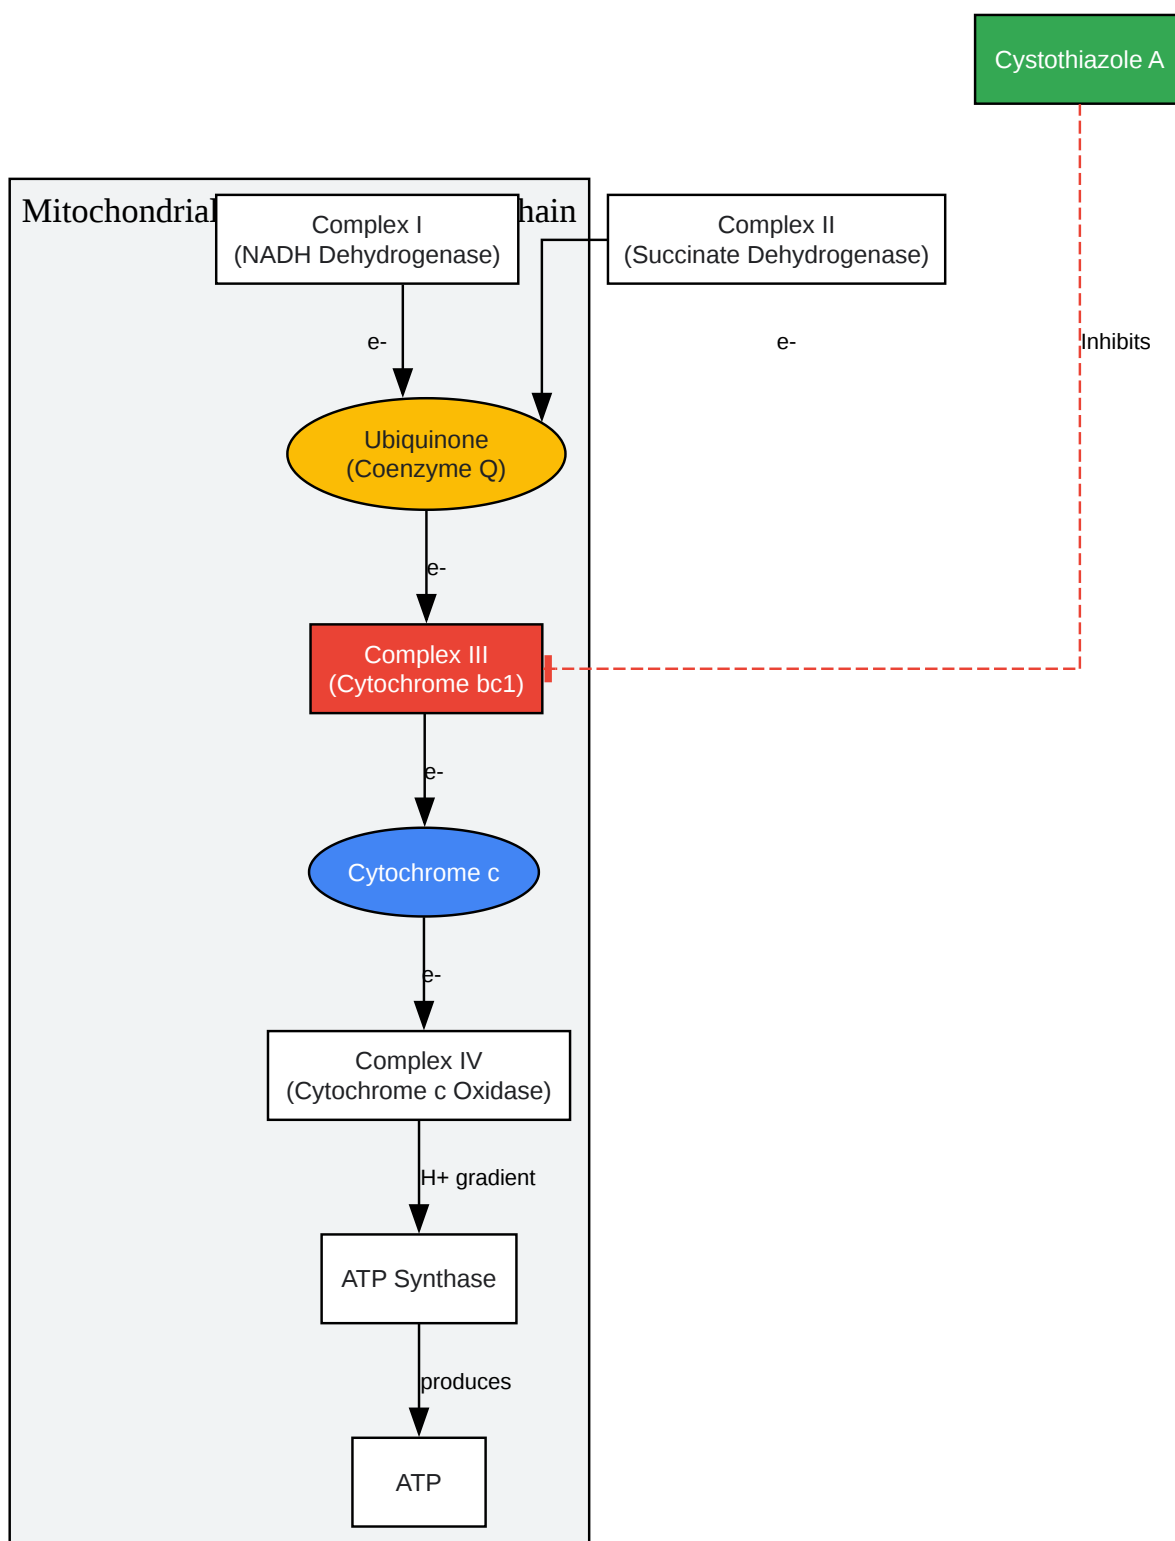 Cystothiazole A
Mitochondrial
hain
Complex I
(NADH Dehydrogenase)
Complex II
(Succinate Dehydrogenase)
e-
e-
Inhibits
Ubiquinone
(Coenzyme Q)
e-
Complex III
(Cytochrome bc1)
e-
Cytochrome c
e-
Complex IV
(Cytochrome c Oxidase)
H+ gradient
ATP Synthase
produces
ATP